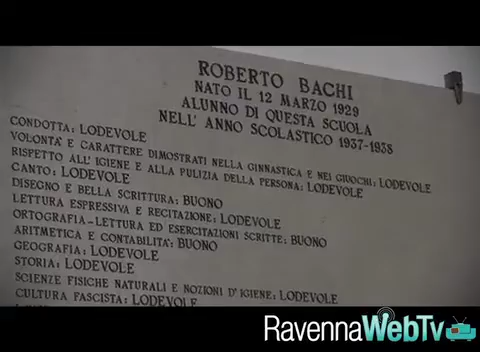 ROBERTO BACHI
NATO IL 12 MARZO 1929
ALUNNO DI QUESTA SCUOLA
NELL' ANNO SCOLASTICO 1937-1938
CONDOTTA: LODEVOLE
VOLONTÀ E CARATTERE DIMOSTRATI NELLA GINNASTICA E NEI GIUOCHI: LODEVOLE
RISPETTO ALL' IGIENE E ALLA PULIZIA DELLA PERSONA: LODEVOLE
CANTO: LODEVOLE
DISEGNO E BELLA SCRITTURA: BUONO
LETTURA ESPRESSIVA E RECITAZIONE: LODEVOLE
ORTOGRAFIA-LETTURA ED ESERCITAZIONI SCRITTE: BUONO
ARITMETICA E CONTABILITÀ: BUONO
GEOGRAFIA: LODEVOLE
STORIA: LODEVOLE
SCIENZE FISICHE NATURALI E NOZIONI D' IGIENE: LODEVOLE
CULTURA FASCISTA: LODEVOLE
RavennaWebTv